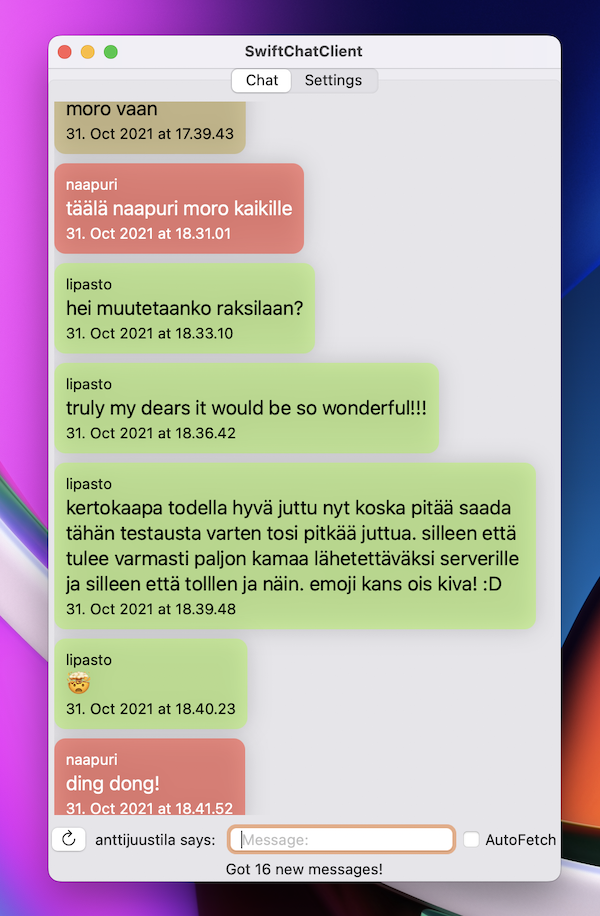 SwiftChatClient
Chat Settings
moro vaan
31. Oct 2021 at 17.39.43
naapuri
täälä naapuri moro kaikille
31. Oct 2021 at 18.31.01
lipasto
hei muutetaanko raksilaan?
31. Oct 2021 at 18.33.10
lipasto
truly my dears it would be so wonderful!!!
31. Oct 2021 at 18.36.42
lipasto
kertokaapa todella hyvä juttu nyt koska pitää saada
tähän testausta varten tosi pitkää juttua. silleen että
tulee varmasti paljon kamaa lähetettäväksi serverille
ja silleen että tolllen ja näin. emoji kans ois kiva! :D
31. Oct 2021 at 18.39.48
lipasto
🤯
31. Oct 2021 at 18.40.23
naapuri
ding dong!
31. Oct 2021 at 18.41.52
anttijuustila says: Message: AutoFetch
Got 16 new messages!